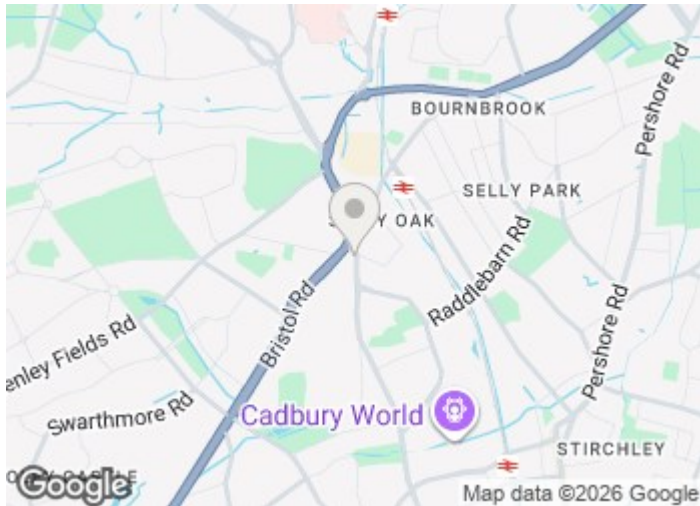 BOURNBROOK
Pershore Rd
SELLY PARK
OAK
Raddlebarn Rd
Bristol Rd
Pershore Rd
enley Fields Rd
Swarthmore Rd
Cadbury World
STIRCHLEY
Google
Map data ©2026 Google